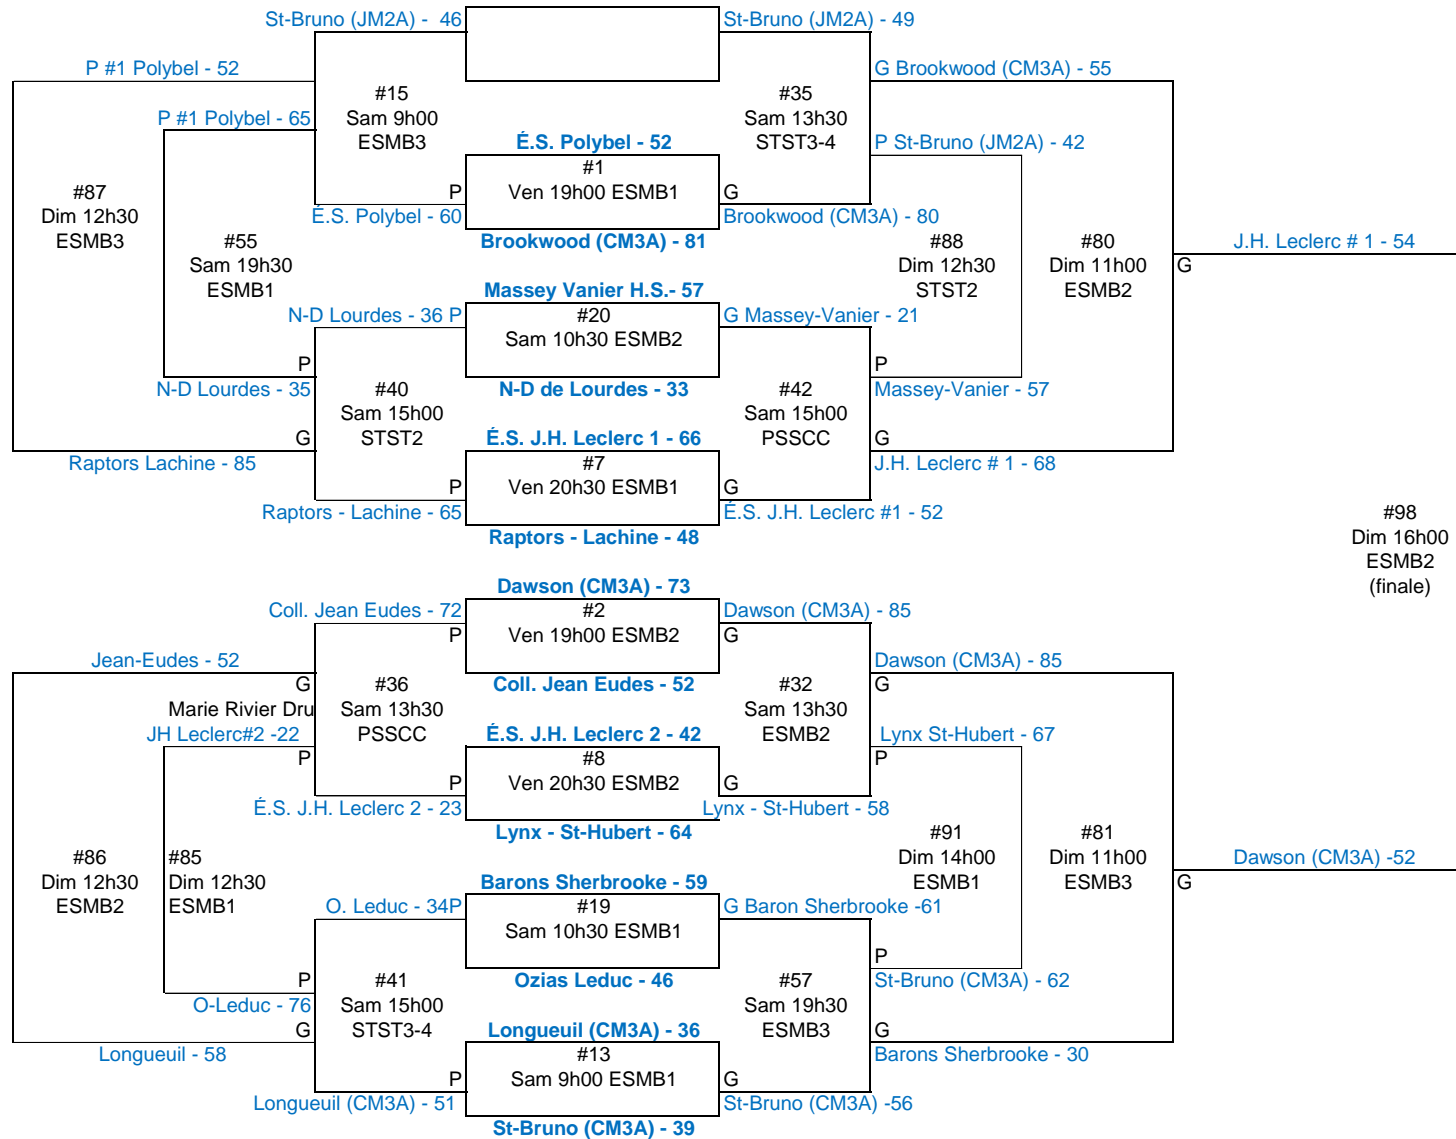 St-Bruno (JM2A) -  46
St-Bruno (JM2A) - 49
P #1 Polybel - 52
G Brookwood (CM3A) - 55
#15
Sam 9h00
ESMB3
#35
Sam 13h30
STST3-4
P #1 Polybel - 65
É.S. Polybel - 52
P St-Bruno (JM2A) - 42
#1
Ven 19h00 ESMB1
P
G
É.S. Polybel - 60
Brookwood (CM3A) - 80
Brookwood (CM3A) - 81
#87
Dim 12h30
ESMB3
#55
Sam 19h30
ESMB1
#88
Dim 12h30
STST2
#80
Dim 11h00
ESMB2
J.H. Leclerc # 1 - 54
G
Massey Vanier H.S.- 57
N-D Lourdes - 36 P
#20
Sam 10h30 ESMB2
G Massey-Vanier - 21
P
P
N-D Lourdes - 35
N-D de Lourdes - 33
Massey-Vanier - 57
#40
Sam 15h00
STST2
#42
Sam 15h00
PSSCC
G
É.S. J.H. Leclerc 1 - 66
G
Raptors Lachine - 85
#7
Ven 20h30 ESMB1
J.H. Leclerc # 1 - 68
P
G
Raptors - Lachine - 65
É.S. J.H. Leclerc #1 - 52
Raptors - Lachine - 48
#98
Dim 16h00
ESMB2
(finale)
Dawson (CM3A) - 73
Coll. Jean Eudes - 72
#2
Ven 19h00 ESMB2
Dawson (CM3A) - 85
P
G
Jean-Eudes - 52
Dawson (CM3A) - 85
G
Coll. Jean Eudes - 52
G
#36
Sam 13h30
PSSCC
#32
Sam 13h30
ESMB2
Marie Rivier Dru
JH Leclerc#2 -22
É.S. J.H. Leclerc 2 - 42
Lynx St-Hubert - 67
P
#8
Ven 20h30 ESMB2
P
P
G
É.S. J.H. Leclerc 2 - 23
Lynx - St-Hubert - 58
Lynx - St-Hubert - 64
#86
Dim 12h30
ESMB2
#85
Dim 12h30
ESMB1
#91
Dim 14h00
ESMB1
#81
Dim 11h00
ESMB3
Dawson (CM3A) -52
G
Barons Sherbrooke - 59
O. Leduc - 34P
#19
Sam 10h30 ESMB1
G Baron Sherbrooke -61
P
P
O-Leduc - 76
Ozias Leduc - 46
St-Bruno (CM3A) - 62
#41
Sam 15h00
STST3-4
#57
Sam 19h30
ESMB3
G
Longueuil (CM3A) - 36
G
Longueuil - 58
#13
Sam 9h00 ESMB1
Barons Sherbrooke - 30
P
G
Longueuil (CM3A) - 51
St-Bruno (CM3A) -56
St-Bruno (CM3A) - 39